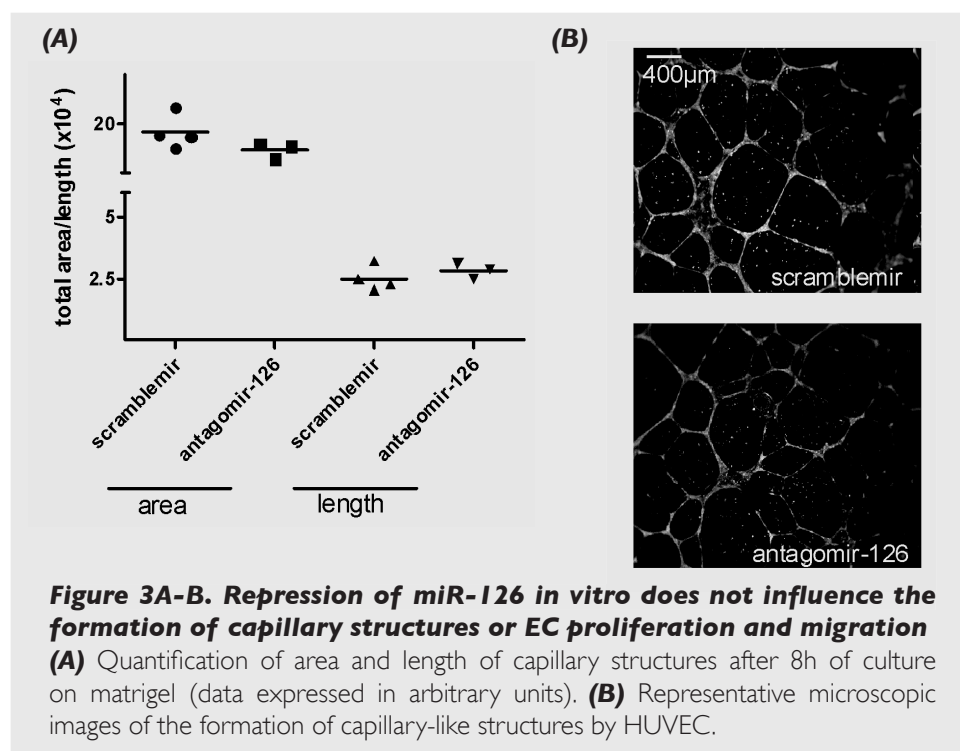 (A)
total area/length (x10⁴)
20
5
2.5
scramblemir
antagomir-126
scramblemir
antagomir-126
area
length
(B)
400µm
scramblemir
antagomir-126
Figure 3A-B. Repression of miR-126 in vitro does not influence the
formation of capillary structures or EC proliferation and migration
(A) Quantification of area and length of capillary structures after 8h of culture
on matrigel (data expressed in arbitrary units). (B) Representative microscopic
images of the formation of capillary-like structures by HUVEC.